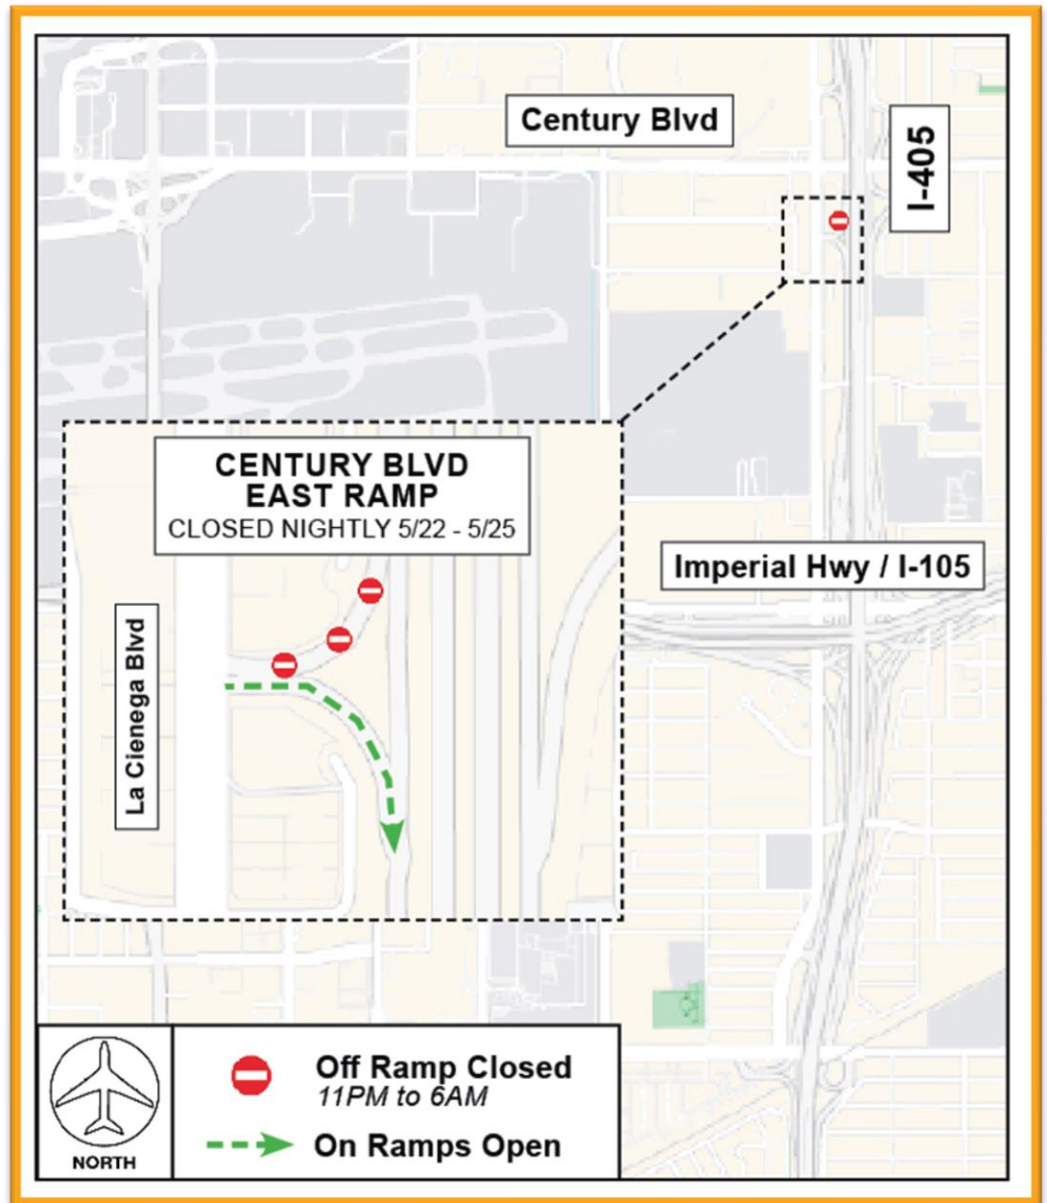 Century Blvd
I-405
CENTURY BLVD
EAST RAMP
CLOSED NIGHTLY 5/22 - 5/25
Imperial Hwy / I-105
La Cienega Blvd
Off Ramp Closed
11PM to 6AM
On Ramps Open
NORTH